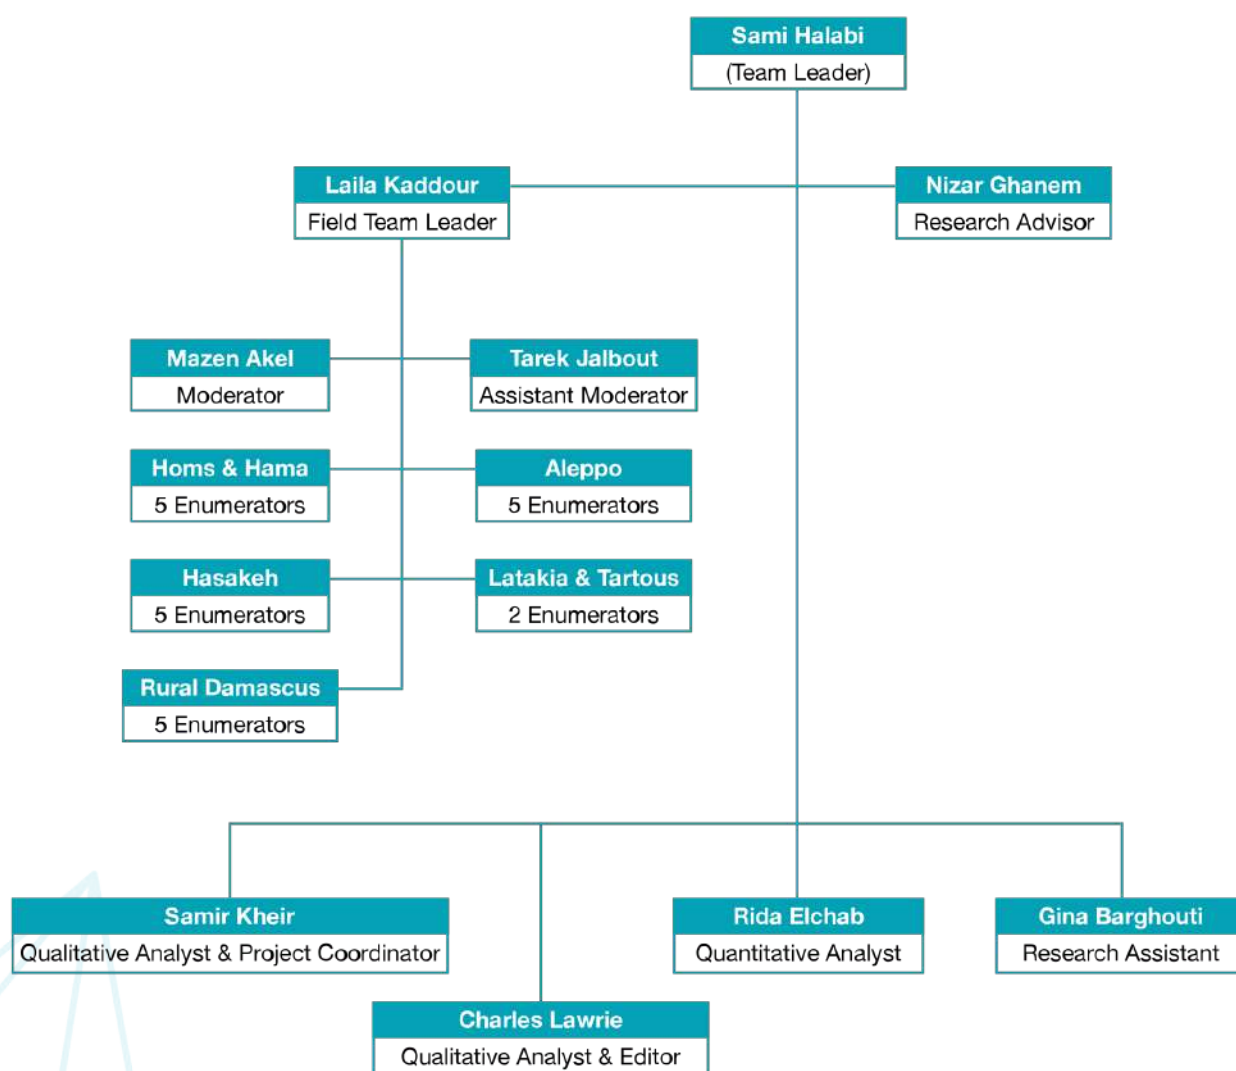 Sami Halabi
(Team Leader)
Laila Kaddour
Field Team Leader
Nizar Ghanem
Research Advisor
Mazen Akel
Moderator
Tarek Jalbout
Assistant Moderator
Homs & Hama
5 Enumerators
Aleppo
5 Enumerators
Hasakeh
5 Enumerators
Latakia & Tartous
2 Enumerators
Rural Damascus
5 Enumerators
Samir Kheir
Qualitative Analyst & Project Coordinator
Rida Elchab
Quantitative Analyst
Gina Barghouti
Research Assistant
Charles Lawrie
Qualitative Analyst & Editor